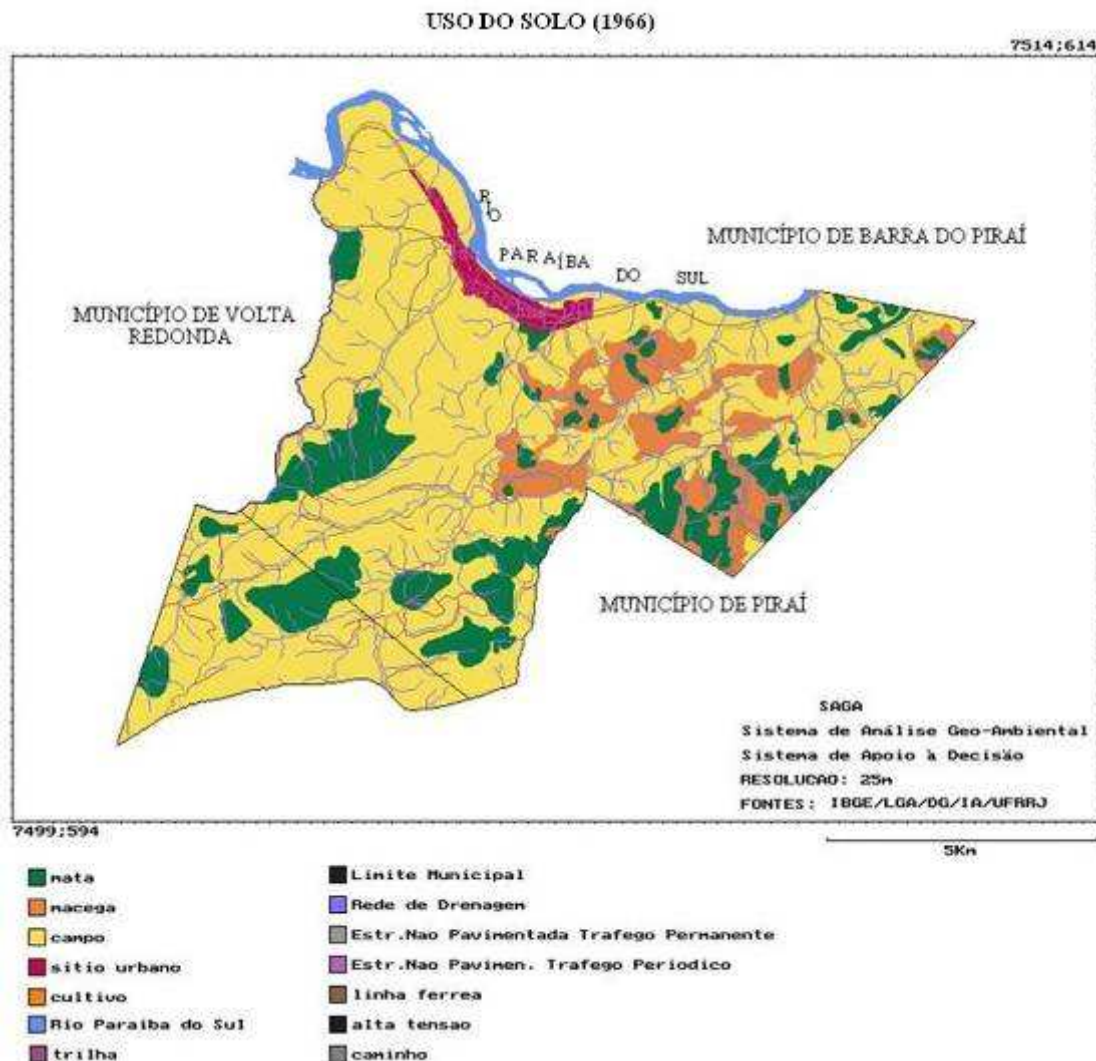 USO DO SOLO (1966)
7514;614
RIO
PARAÍBA
DO
SUL
MUNICÍPIO DE BARRA DO PIRAÍ
MUNICÍPIO DE VOLTA
REDONDA
MUNICÍPIO DE PIRAÍ
SAGA
Sistema de Análise Geo-Ambiental
Sistema de Apoio à Decisão
RESOLUCAO: 25m
FONTES: IBGE/LGA/DG/IA/UFRRJ
7499;594
5Km
mata
macega
campo
sitio urbano
cultivo
Rio Paraiba do Sul
trilha
Limite Municipal
Rede de Drenagem
Estr.Nao Pavimentada Trafego Permanente
Estr.Nao Pavimen. Trafego Periodico
linha ferrea
alta tensao
caminho